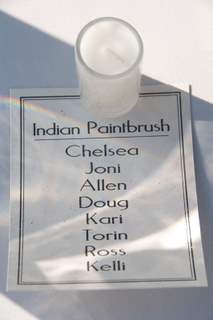 Indian Paintbrush
Chelsea
Joni
Allen
Doug
Kari
Torin
Ross
Kelli